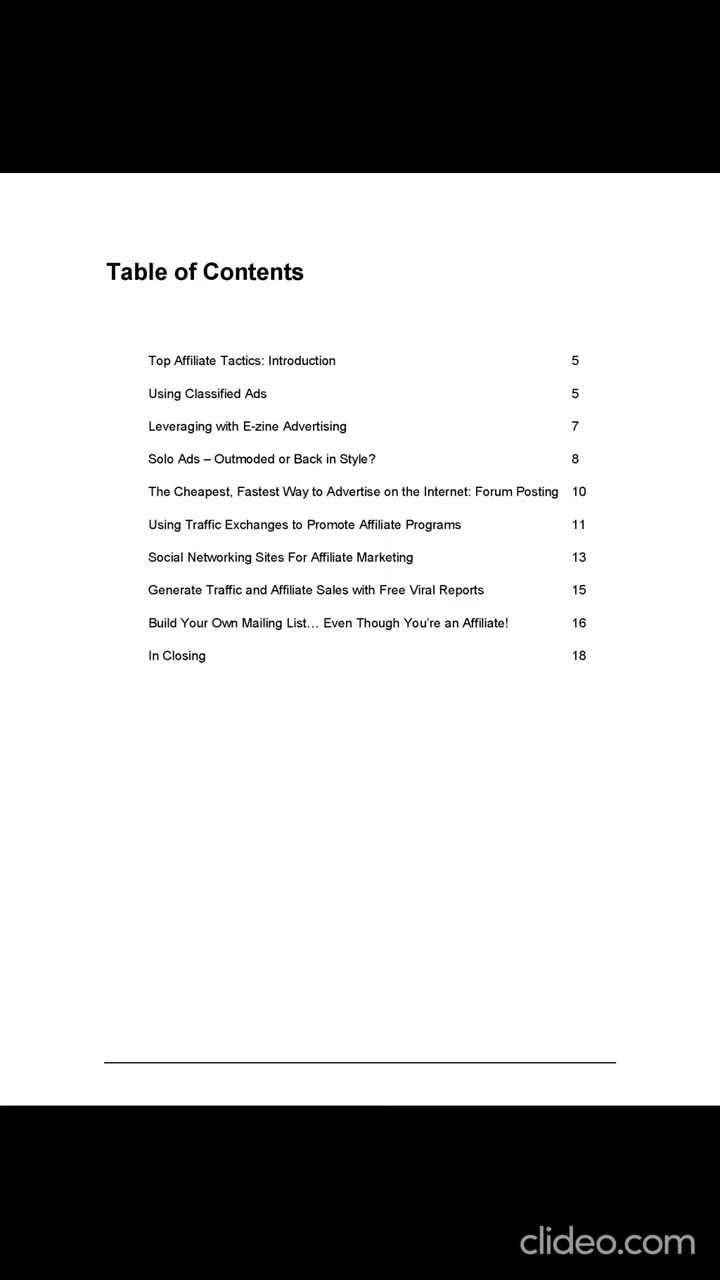 Table of Contents
Top Affiliate Tactics: Introduction 5
Using Classified Ads 5
Leveraging with E-zine Advertising 7
Solo Ads – Outmoded or Back in Style? 8
The Cheapest, Fastest Way to Advertise on the Internet: Forum Posting 10
Using Traffic Exchanges to Promote Affiliate Programs 11
Social Networking Sites For Affiliate Marketing 13
Generate Traffic and Affiliate Sales with Free Viral Reports 15
Build Your Own Mailing List… Even Though You’re an Affiliate! 16
In Closing 18
clideo.com